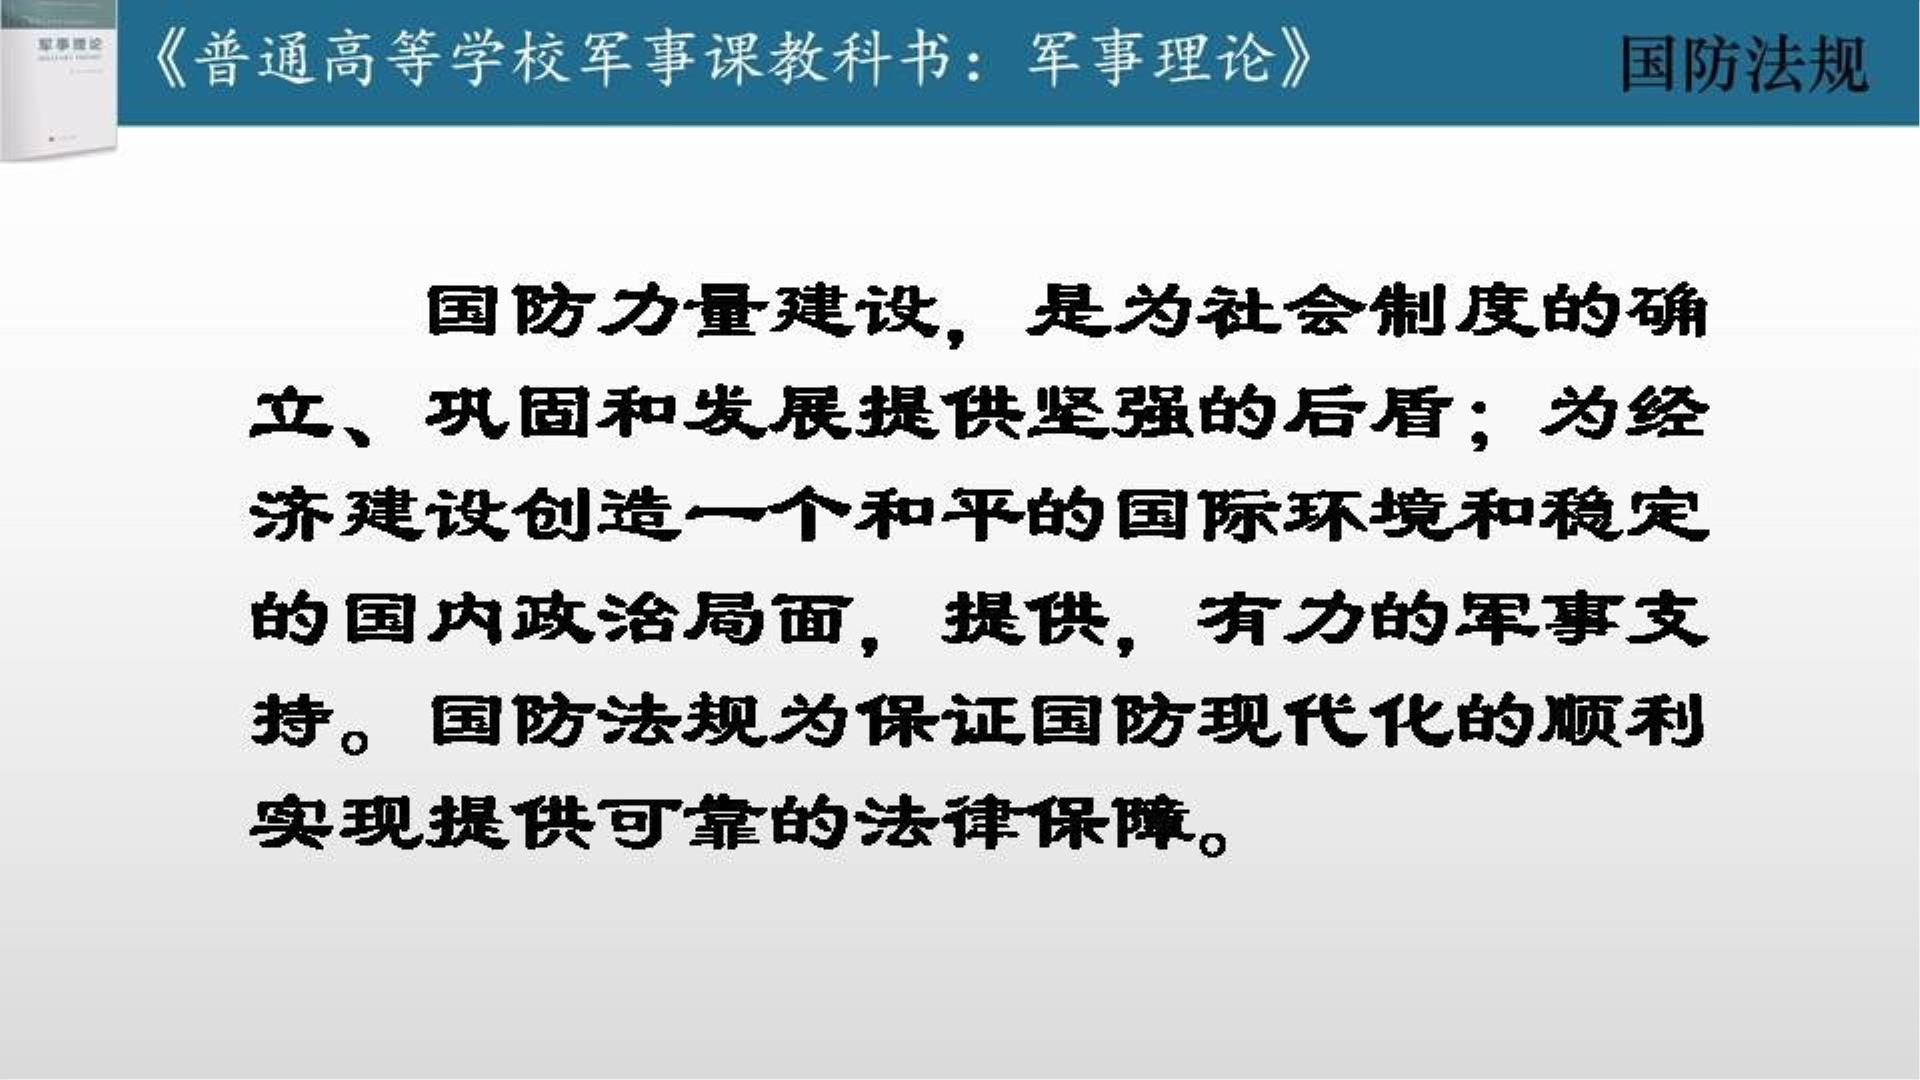 军事理论
《普通高等学校军事课教科书：军事理论》
国防法规
国防力量建设，是为社会制度的确
立、巩固和发展提供坚强的后盾；为经
济建设创造一个和平的国际环境和稳定
的国内政治局面，提供，有力的军事支
持。国防法规为保证国防现代化的顺利
实现提供可靠的法律保障。